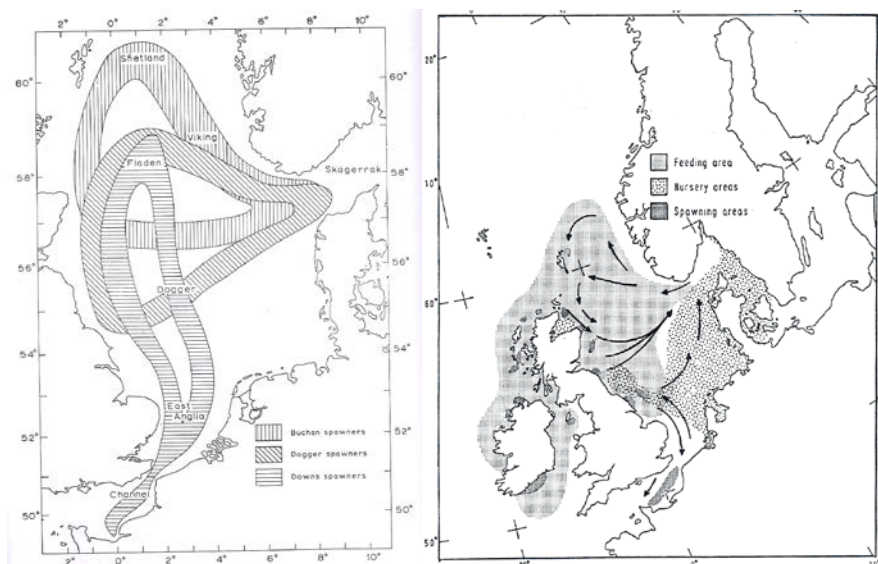 2° 0° 2° 4° 6° 8° 10°
Shetland
60° 60°
Viking
Fladen
Skagerrak
58° 58°
56° 56°
Dogger
54° 54°
East
Anglia
52° 52°
Buchan spawners
Dogger spawners
Downs spawners
Channel
50° 50°
2° 0° 2° 4° 6° 8° 10°
20°
Feeding area
Nursery areas
Spawning areas
10°
60°
50°
0°
10°